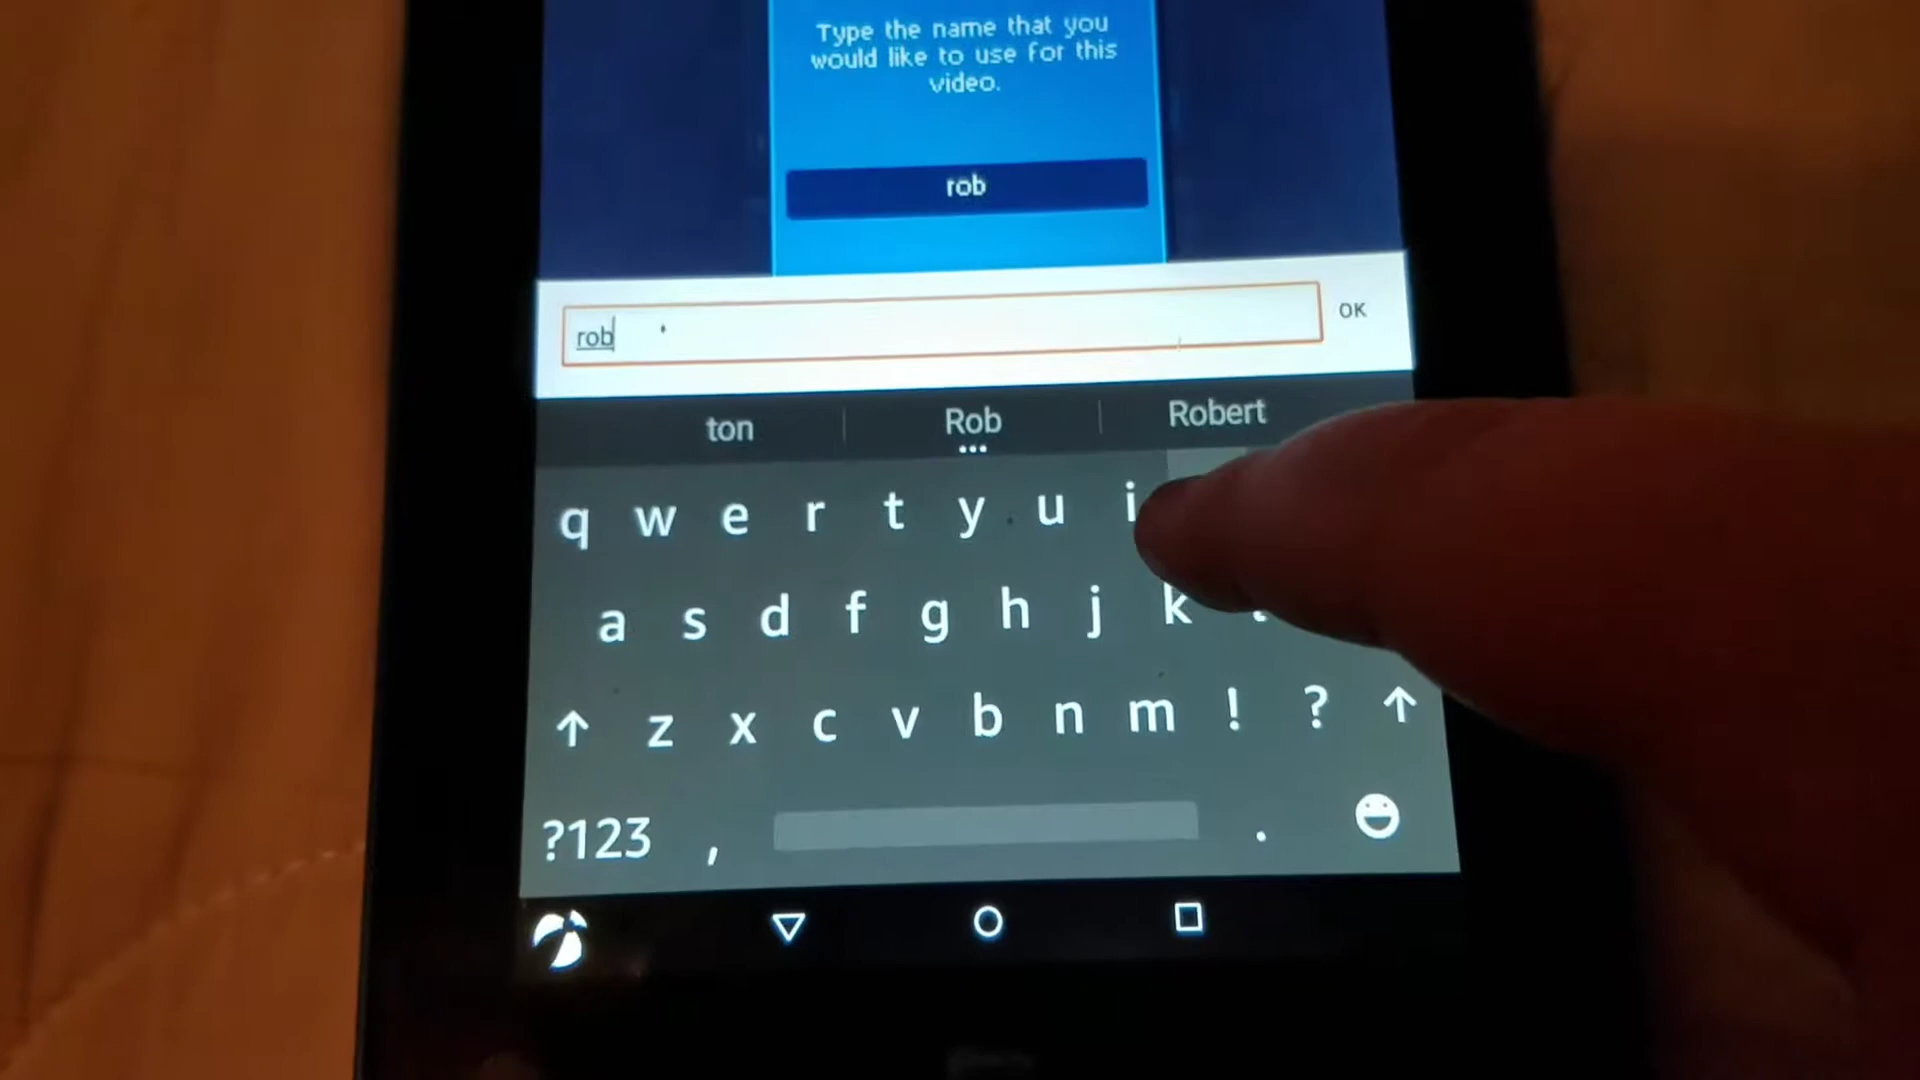 Type the name that you
would like to use for this
video.
rob
rob
OK
ton
Rob
Robert
q w e r t y u i
a s d f g h j k
z x c v b n m ! ?
?123 , .